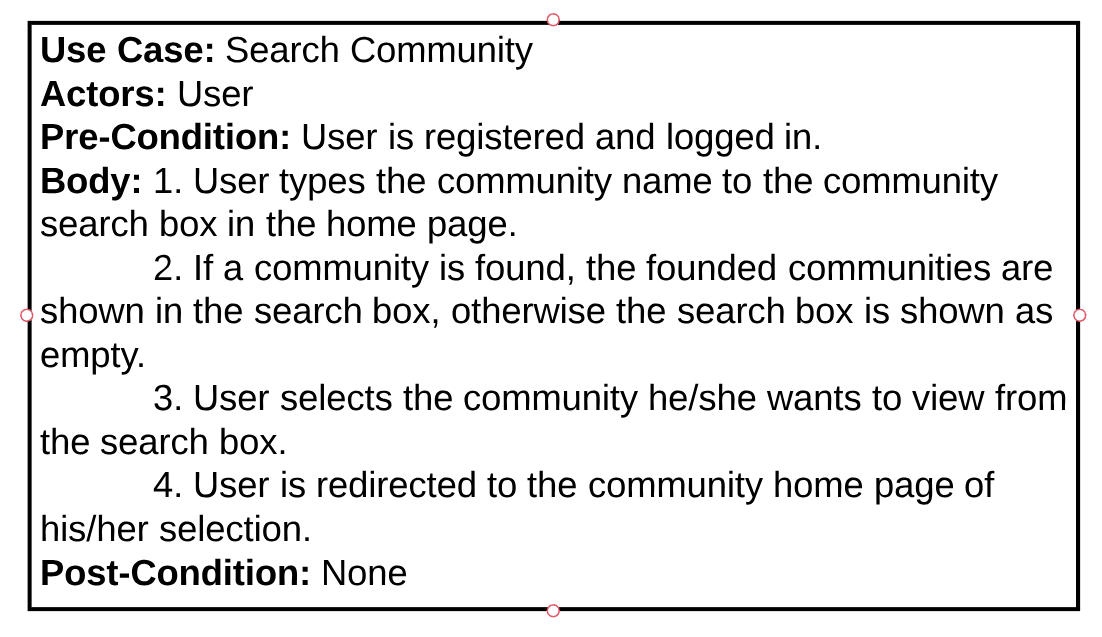 Use Case: Search Community
Actors: User
Pre-Condition: User is registered and logged in.
Body: 1. User types the community name to the community
search box in the home page.
2. If a community is found, the founded communities are
shown in the search box, otherwise the search box is shown as
empty.
3. User selects the community he/she wants to view from
the search box.
4. User is redirected to the community home page of
his/her selection.
Post-Condition: None